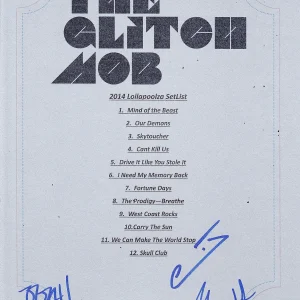 THE
GLITCH
MOB
2014 Lollapoolza SetList
1. Mind of the Beast
2. Our Demons
3. Skytoucher
4. Cant Kill Us
5. Drive It Like You Stole It
6. I Need My Memory Back
7. Fortune Days
8. The Prodigy—Breathe
9. West Coast Rocks
10.Carry The Sun
11. We Can Make The World Stop
12. Skull Club